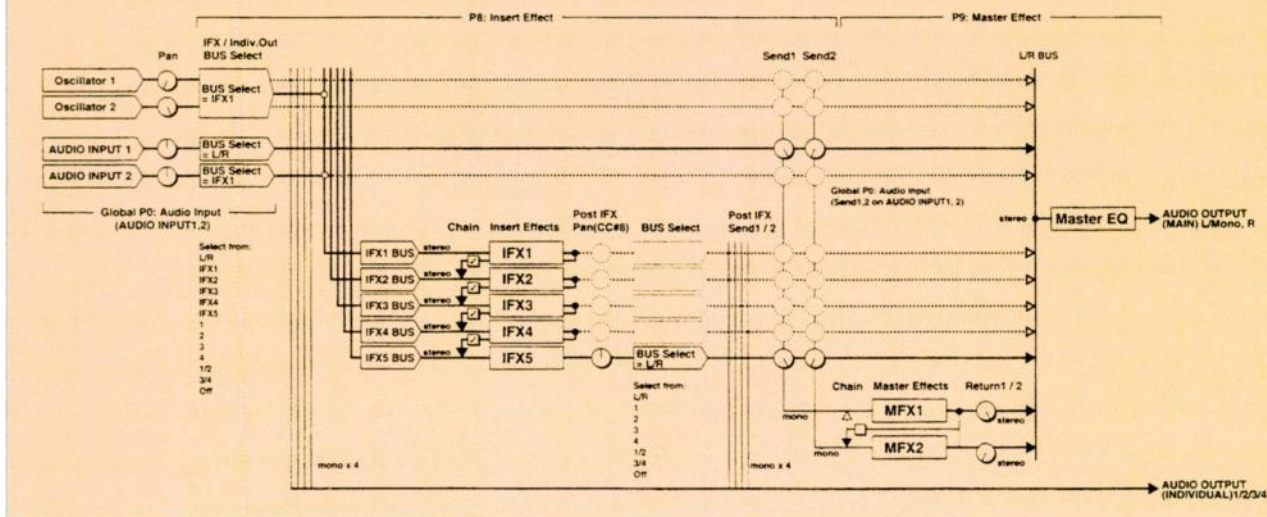 P8: Insert Effect
P9: Master Effect
Pan
IFX / Indiv.Out
BUS Select
Send1 Send2
L/R BUS
Oscillator 1
Oscillator 2
BUS Select
= IFX1
AUDIO INPUT 1
BUS Select
= L/R
AUDIO INPUT 2
BUS Select
= IFX1
Global P0: Audio Input
(Send1,2 on AUDIO INPUT1, 2)
Global P0: Audio Input
(AUDIO INPUT1,2)
stereo
Master EQ
AUDIO OUTPUT
(MAIN) L/Mono, R
Select from:
L/R
IFX1
IFX2
IFX3
IFX4
IFX5
1
2
3
4
1/2
3/4
Off
Chain
Insert Effects
Post IFX
Pan(CC#8)
BUS Select
Post IFX
Send1 / 2
IFX1 BUS
stereo
IFX1
IFX2 BUS
stereo
IFX2
IFX3 BUS
stereo
IFX3
IFX4 BUS
stereo
IFX4
IFX5 BUS
stereo
IFX5
BUS Select
= L/R
Select from:
L/R
1
2
3
4
1/2
3/4
Off
Chain
Master Effects
Return1 / 2
mono
MFX1
stereo
mono
MFX2
stereo
mono x 4
mono x 4
AUDIO OUTPUT
(INDIVIDUAL)1/2/3/4